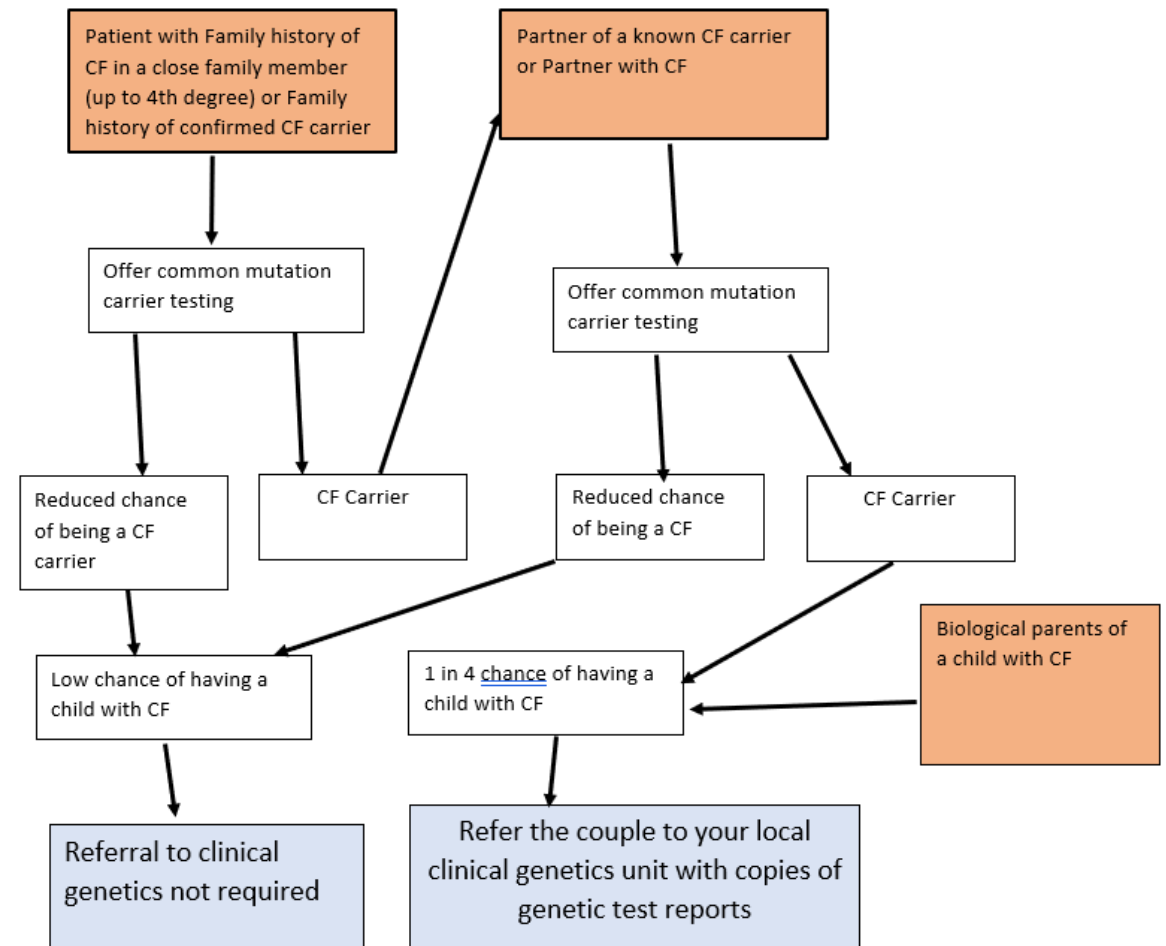 Patient with Family history of
CF in a close family member
(up to 4th degree) or Family
history of confirmed CF carrier
Partner of a known CF carrier
or Partner with CF
Offer common mutation
carrier testing
Offer common mutation
carrier testing
Reduced chance
of being a CF
carrier
CF Carrier
Reduced chance
of being a CF
CF Carrier
Biological parents of
a child with CF
Low chance of having a
child with CF
1 in 4 chance of having a
child with CF
Referral to clinical
genetics not required
Refer the couple to your local
clinical genetics unit with copies of
genetic test reports